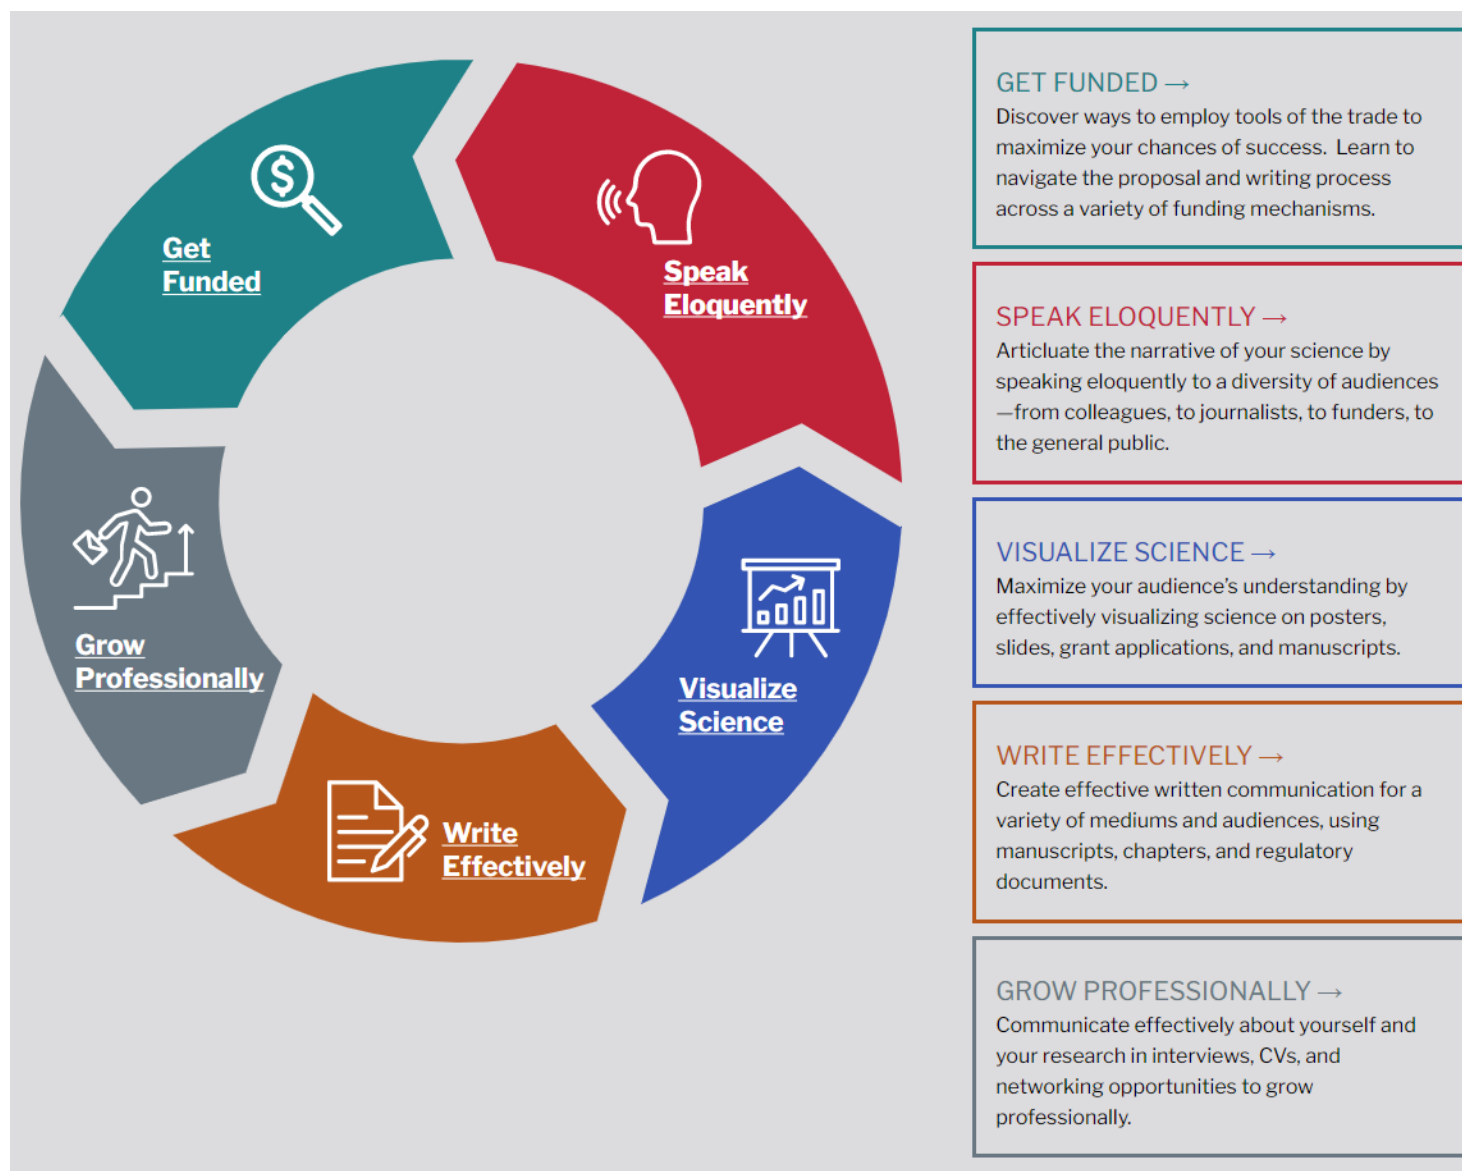 Get
Funded
Speak
Eloquently
Visualize
Science
Write
Effectively
Grow
Professionally
GET FUNDED →
Discover ways to employ tools of the trade to
maximize your chances of success.  Learn to
navigate the proposal and writing process
across a variety of funding mechanisms.
SPEAK ELOQUENTLY →
Articluate the narrative of your science by
speaking eloquently to a diversity of audiences
—from colleagues, to journalists, to funders, to
the general public.
VISUALIZE SCIENCE →
Maximize your audience’s understanding by
effectively visualizing science on posters,
slides, grant applications, and manuscripts.
WRITE EFFECTIVELY →
Create effective written communication for a
variety of mediums and audiences, using
manuscripts, chapters, and regulatory
documents.
GROW PROFESSIONALLY →
Communicate effectively about yourself and
your research in interviews, CVs, and
networking opportunities to grow
professionally.